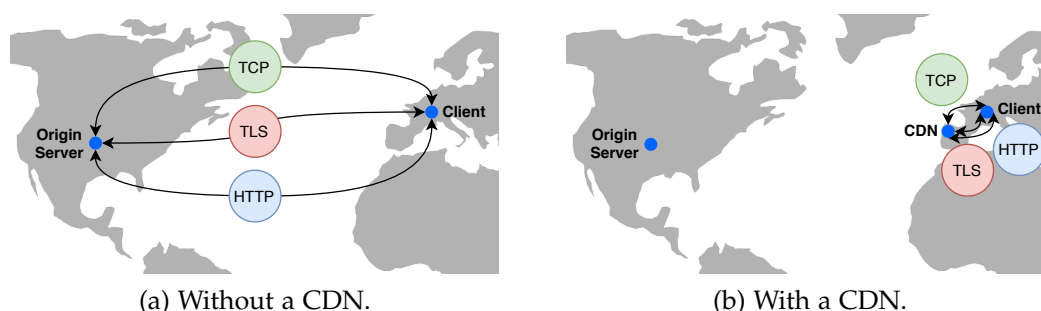 TCP
TLS
HTTP
Origin
Server
Client
(a) Without a CDN.
TCP
Client
CDN
Origin
Server
HTTP
TLS
(b) With a CDN.